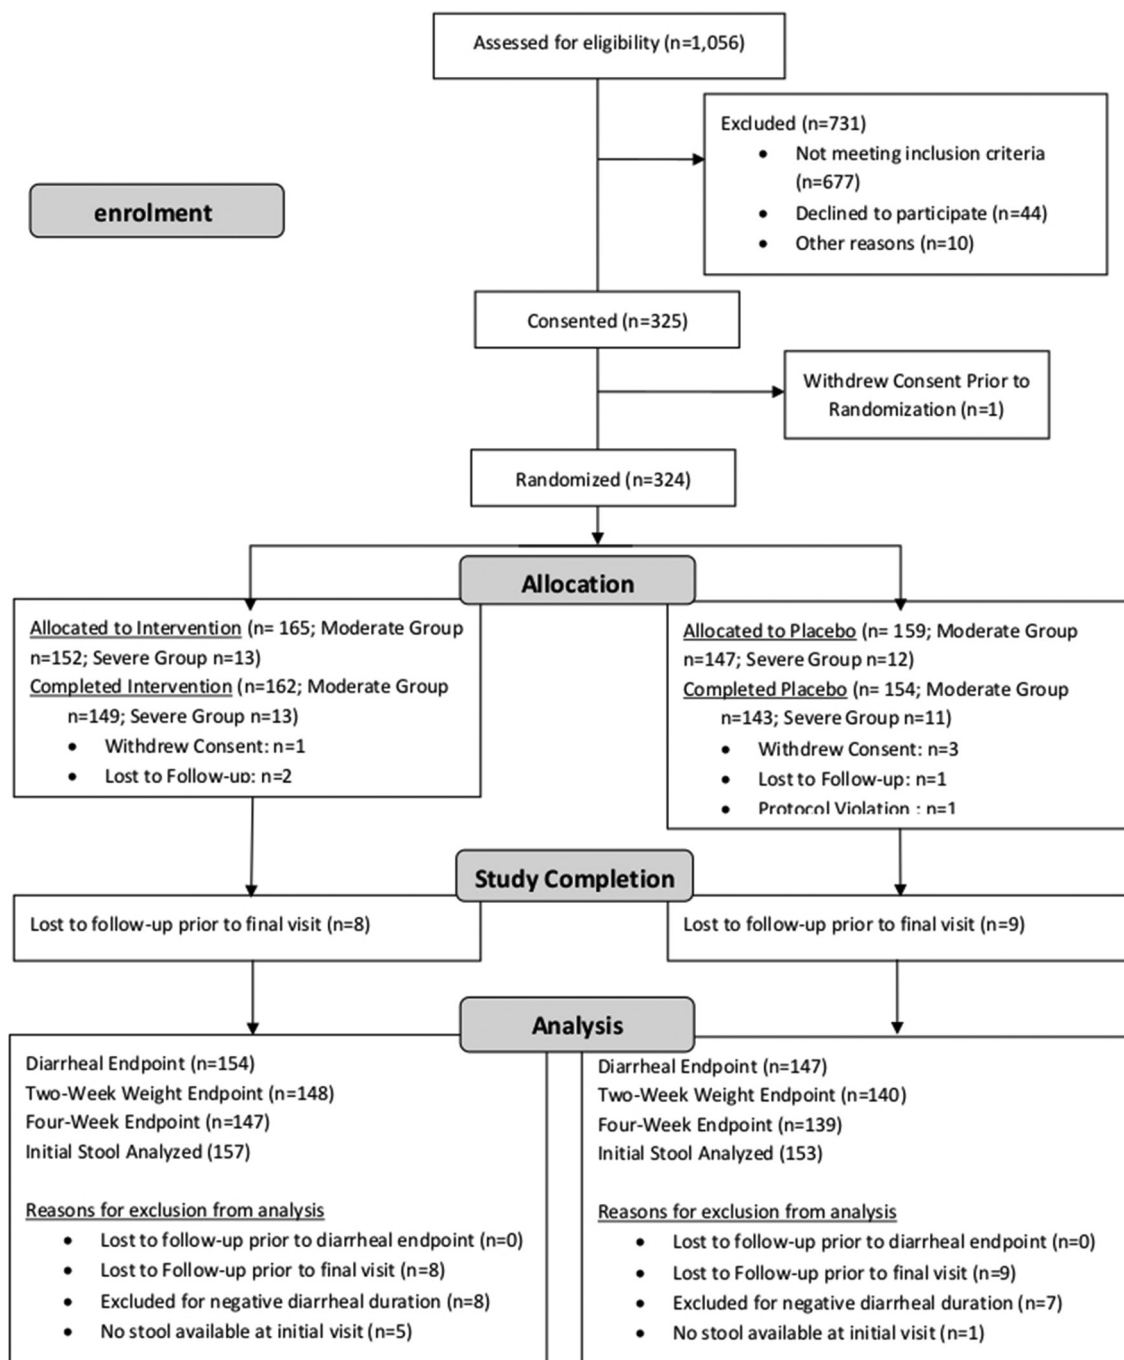 Assessed for eligibility (n=1,056)
Excluded (n=731)
• Not meeting inclusion criteria
(n=677)
• Declined to participate (n=44)
• Other reasons (n=10)
enrolment
Consented (n=325)
Withdrew Consent Prior to
Randomization (n=1)
Randomized (n=324)
Allocation
Allocated to Intervention (n= 165; Moderate Group
n=152; Severe Group n=13)
Completed Intervention (n=162; Moderate Group
n=149; Severe Group n=13)
• Withdrew Consent: n=1
• Lost to Follow-up: n=2
Allocated to Placebo (n= 159; Moderate Group
n=147; Severe Group n=12)
Completed Placebo (n= 154; Moderate Group
n=143; Severe Group n=11)
• Withdrew Consent: n=3
• Lost to Follow-up: n=1
• Protocol Violation : n=1
Study Completion
Lost to follow-up prior to final visit (n=8)
Lost to follow-up prior to final visit (n=9)
Analysis
Diarrheal Endpoint (n=154)
Two-Week Weight Endpoint (n=148)
Four-Week Endpoint (n=147)
Initial Stool Analyzed (157)
Reasons for exclusion from analysis
• Lost to follow-up prior to diarrheal endpoint (n=0)
• Lost to Follow-up prior to final visit (n=8)
• Excluded for negative diarrheal duration (n=8)
• No stool available at initial visit (n=5)
Diarrheal Endpoint (n=147)
Two-Week Weight Endpoint (n=140)
Four-Week Endpoint (n=139)
Initial Stool Analyzed (153)
Reasons for exclusion from analysis
• Lost to follow-up prior to diarrheal endpoint (n=0)
• Lost to Follow-up prior to final visit (n=9)
• Excluded for negative diarrheal duration (n=7)
• No stool available at initial visit (n=1)